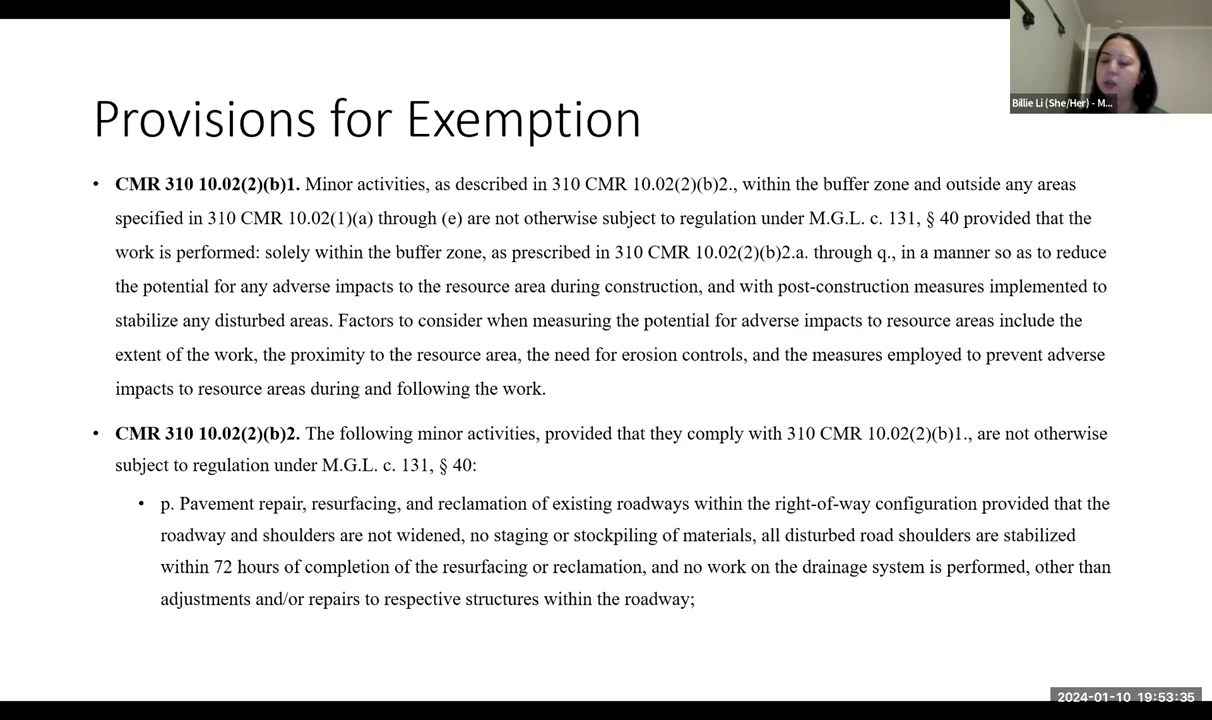 Billie Li (She/Her) - M...
Provisions for Exemption
• CMR 310 10.02(2)(b)1. Minor activities, as described in 310 CMR 10.02(2)(b)2., within the buffer zone and outside any areas
specified in 310 CMR 10.02(1)(a) through (e) are not otherwise subject to regulation under M.G.L. c. 131, § 40 provided that the
work is performed: solely within the buffer zone, as prescribed in 310 CMR 10.02(2)(b)2.a. through q., in a manner so as to reduce
the potential for any adverse impacts to the resource area during construction, and with post-construction measures implemented to
stabilize any disturbed areas. Factors to consider when measuring the potential for adverse impacts to resource areas include the
extent of the work, the proximity to the resource area, the need for erosion controls, and the measures employed to prevent adverse
impacts to resource areas during and following the work.
• CMR 310 10.02(2)(b)2. The following minor activities, provided that they comply with 310 CMR 10.02(2)(b)1., are not otherwise
subject to regulation under M.G.L. c. 131, § 40:
• p. Pavement repair, resurfacing, and reclamation of existing roadways within the right-of-way configuration provided that the
roadway and shoulders are not widened, no staging or stockpiling of materials, all disturbed road shoulders are stabilized
within 72 hours of completion of the resurfacing or reclamation, and no work on the drainage system is performed, other than
adjustments and/or repairs to respective structures within the roadway;
2024-01-10 19:53:35